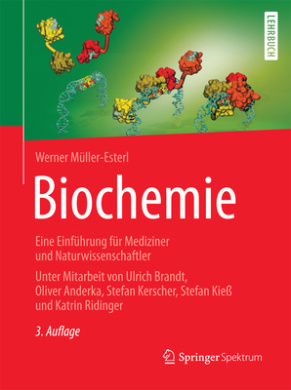 LEHRBUCH
Werner Müller-Esterl
Biochemie
Eine Einführung für Mediziner
und Naturwissenschaftler
Unter Mitarbeit von Ulrich Brandt,
Oliver Anderka, Stefan Kerscher, Stefan Kieß
und Katrin Ridinger
3. Auflage
Springer Spektrum